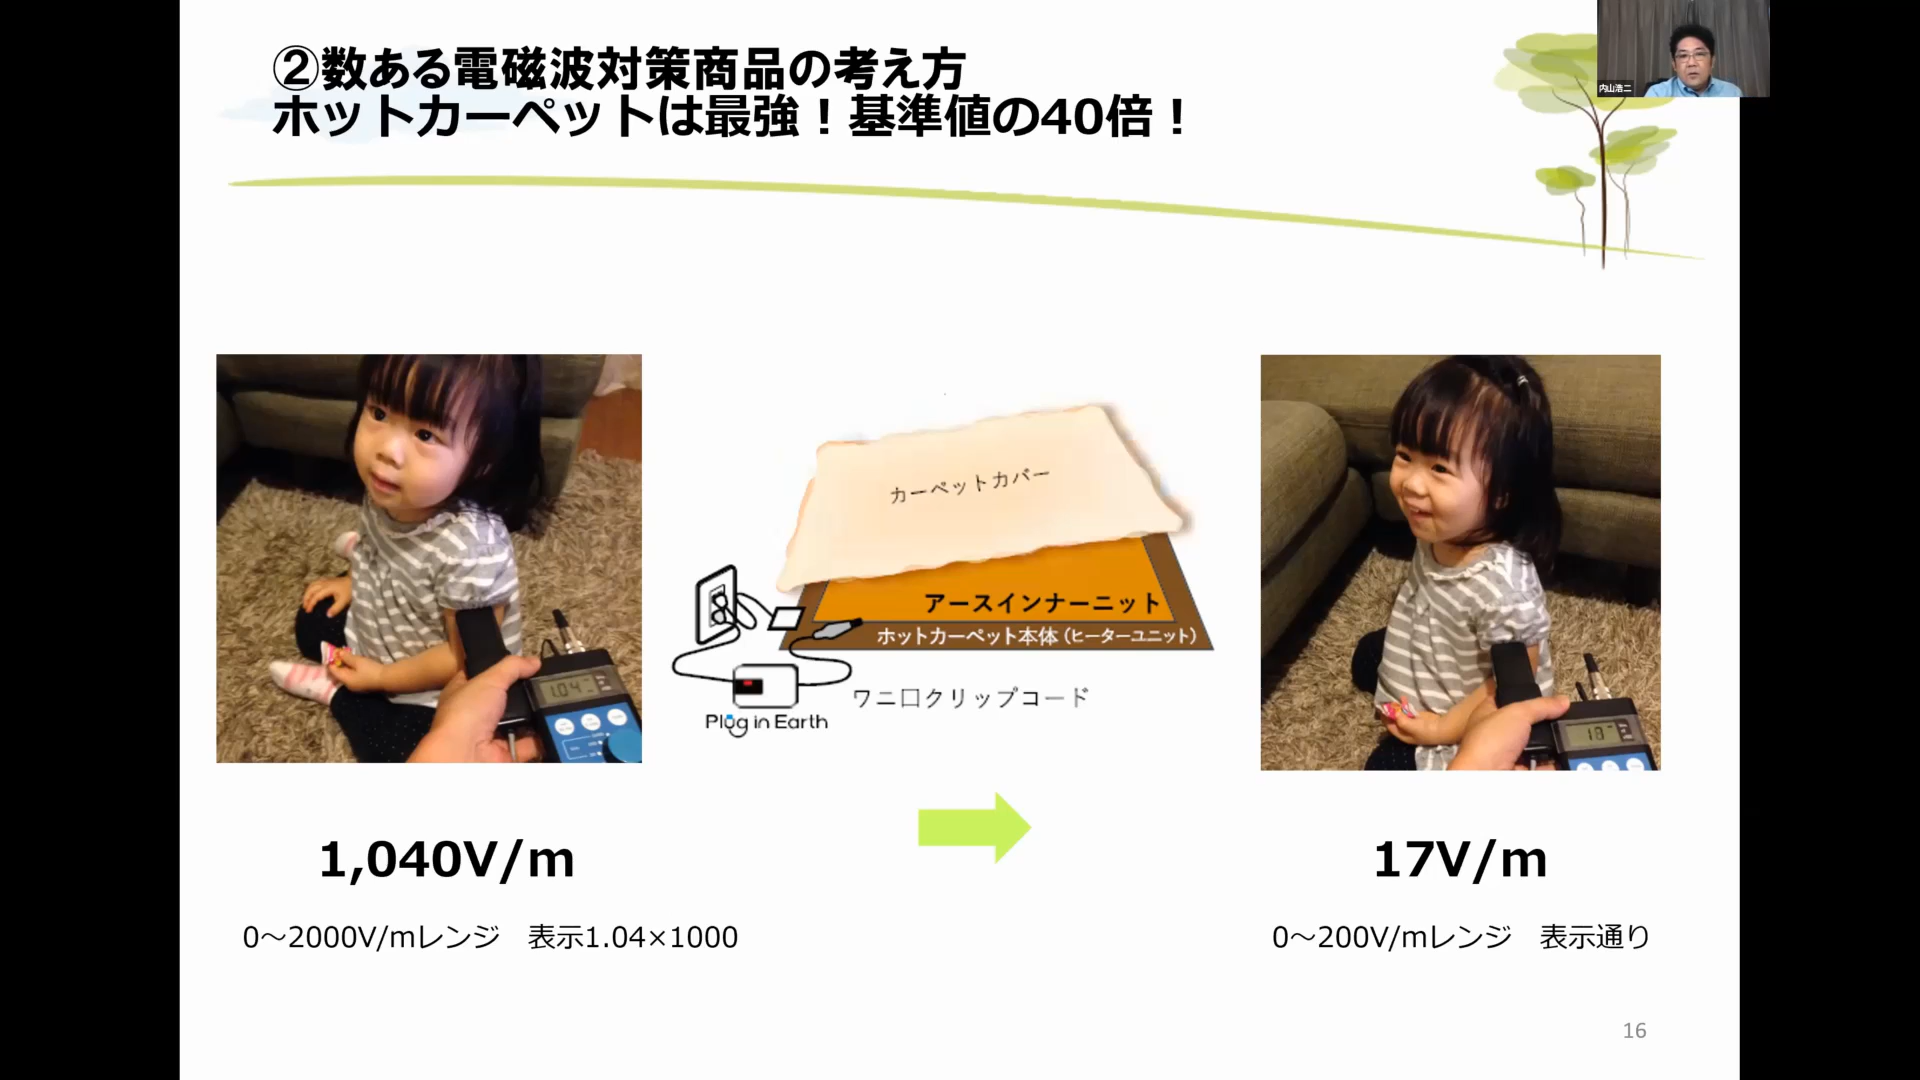 ②数ある電磁波対策商品の考え方
ホットカーペットは最強！基準値の40倍！
内山浩二
カーペットカバー
アースインナーニット
ホットカーペット本体（ヒーターユニット）
ワニ口クリップコード
Plug in Earth
1.04
18
1,040V/m
17V/m
0～2000V/mレンジ　表示1.04×1000
0～200V/mレンジ　表示通り
16